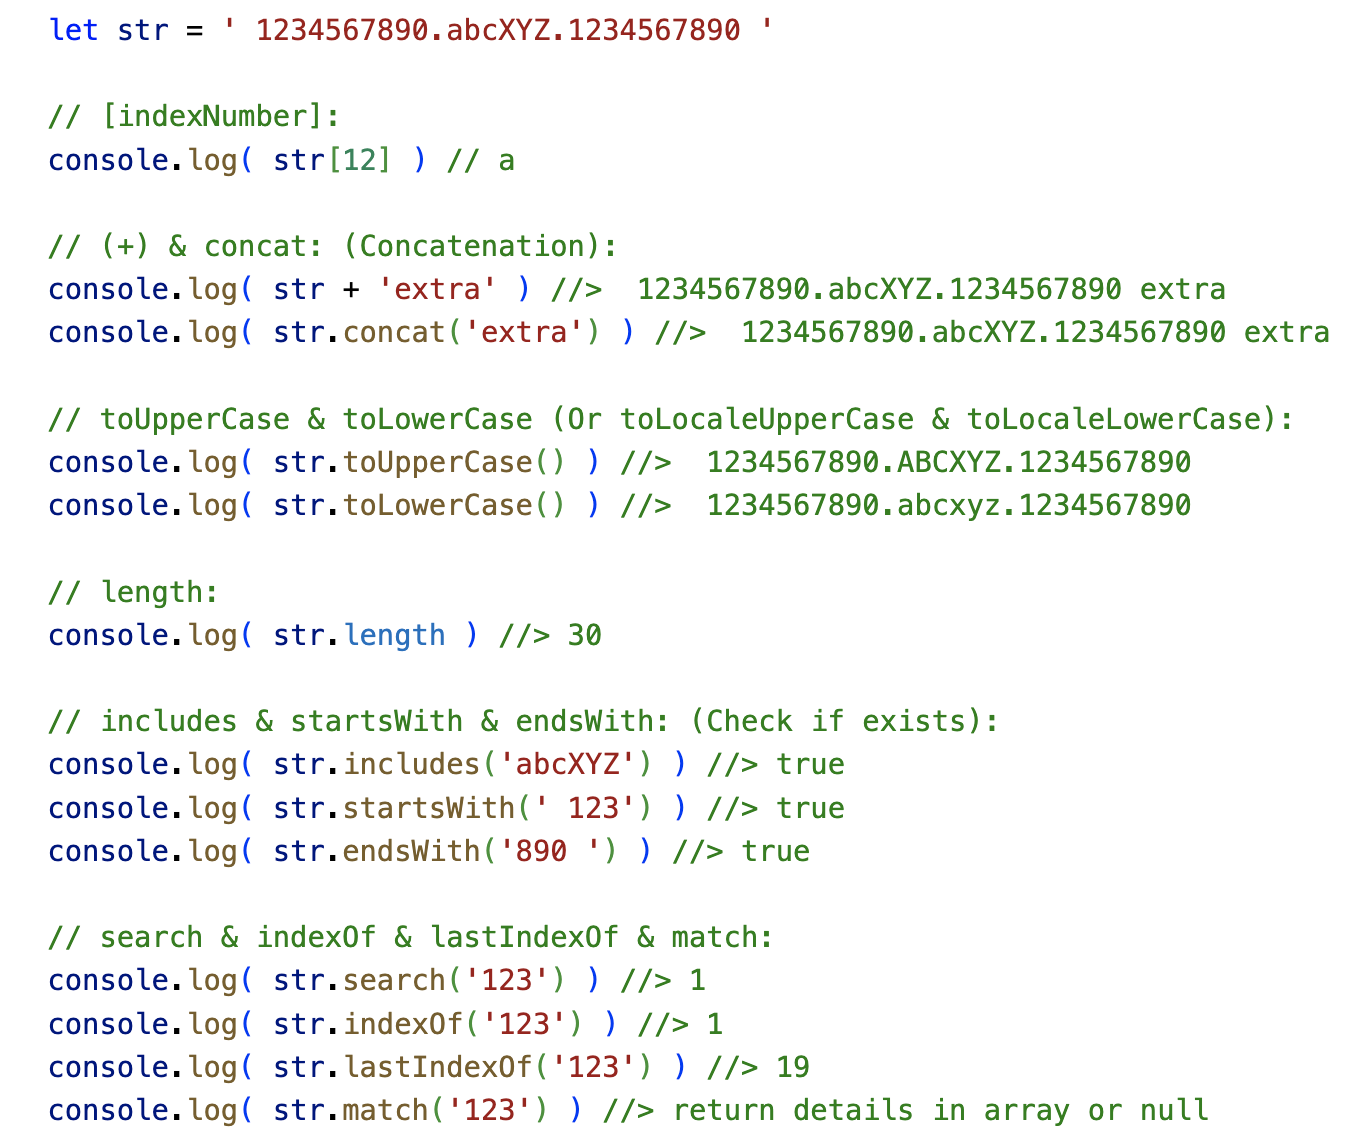 let str = ' 1234567890.abcXYZ.1234567890 '
// [indexNumber]:
console.log( str[12] ) // a
// (+) & concat: (Concatenation):
console.log( str + 'extra' ) //>  1234567890.abcXYZ.1234567890 extra
console.log( str.concat('extra') ) //>  1234567890.abcXYZ.1234567890 extra
// toUpperCase & toLowerCase (Or toLocaleUpperCase & toLocaleLowerCase):
console.log( str.toUpperCase() ) //>  1234567890.ABCXYZ.1234567890
console.log( str.toLowerCase() ) //>  1234567890.abcxyz.1234567890
// length:
console.log( str.length ) //> 30
// includes & startsWith & endsWith: (Check if exists):
console.log( str.includes('abcXYZ') ) //> true
console.log( str.startsWith(' 123') ) //> true
console.log( str.endsWith('890 ') ) //> true
// search & indexOf & lastIndexOf & match:
console.log( str.search('123') ) //> 1
console.log( str.indexOf('123') ) //> 1
console.log( str.lastIndexOf('123') ) //> 19
console.log( str.match('123') ) //> return details in array or null